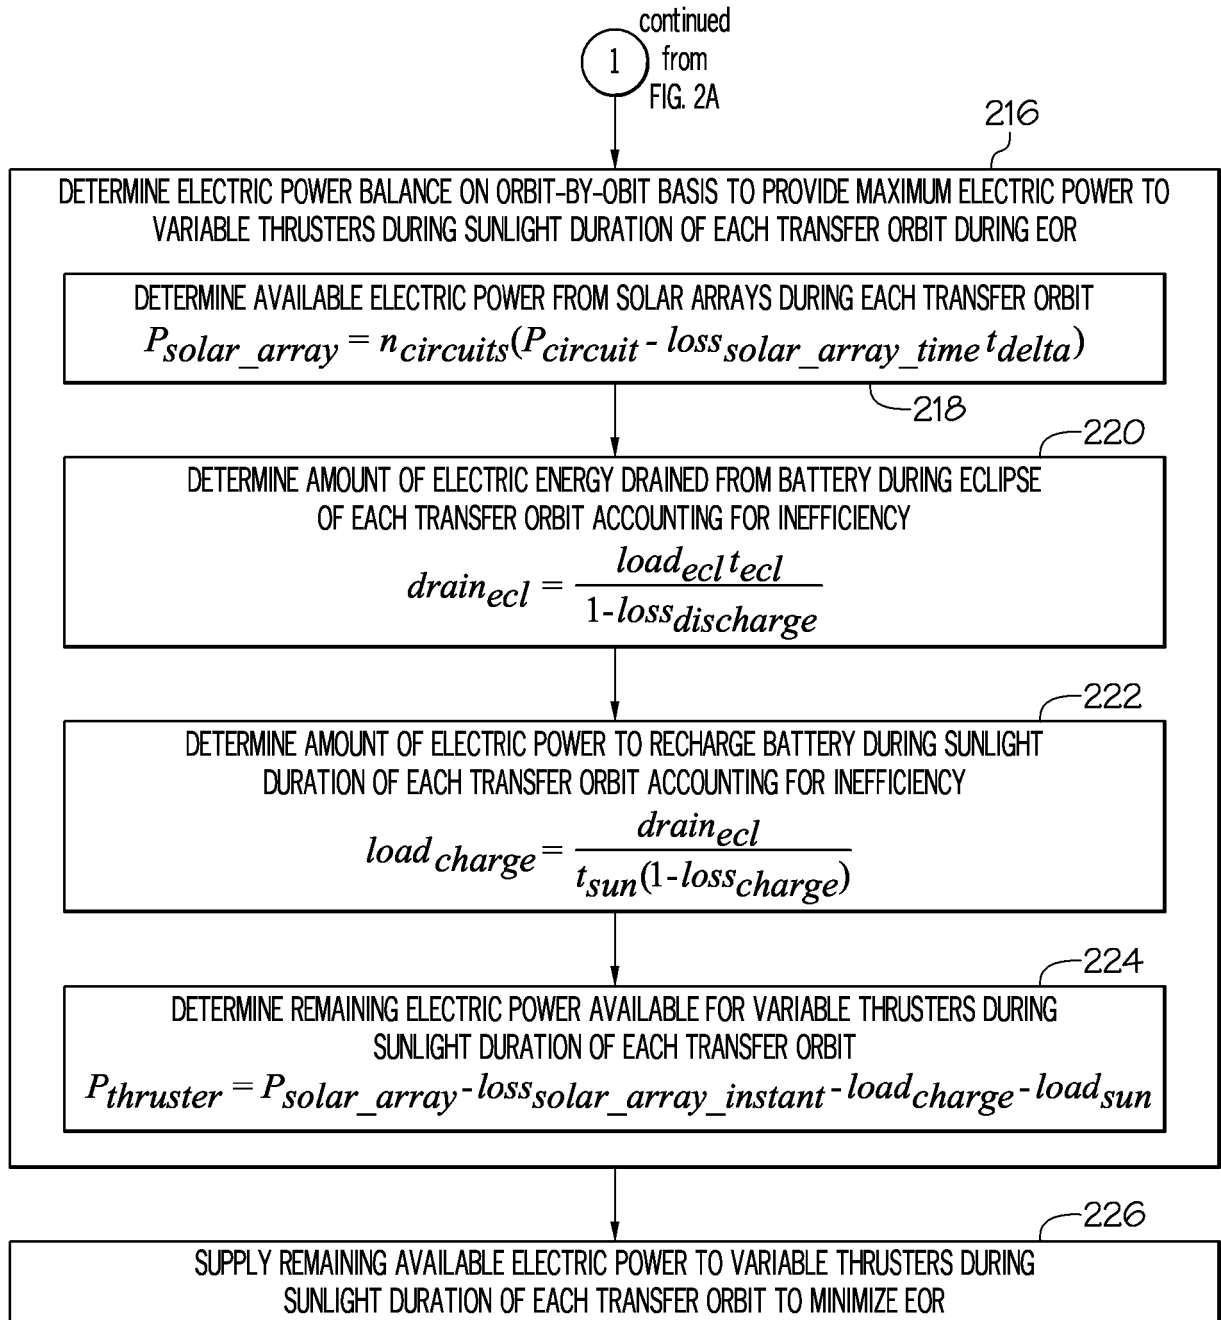 continued
1 from
FIG. 2A
216
DETERMINE ELECTRIC POWER BALANCE ON ORBIT-BY-OBIT BASIS TO PROVIDE MAXIMUM ELECTRIC POWER TO
VARIABLE THRUSTERS DURING SUNLIGHT DURATION OF EACH TRANSFER ORBIT DURING EOR
DETERMINE AVAILABLE ELECTRIC POWER FROM SOLAR ARRAYS DURING EACH TRANSFER ORBIT
P_solar_array = n_circuits(P_circuit - loss_solar_array_time t_delta)
218
220
DETERMINE AMOUNT OF ELECTRIC ENERGY DRAINED FROM BATTERY DURING ECLIPSE
OF EACH TRANSFER ORBIT ACCOUNTING FOR INEFFICIENCY
drain_ecl = load_ecl t_ecl / 1-loss_discharge
222
DETERMINE AMOUNT OF ELECTRIC POWER TO RECHARGE BATTERY DURING SUNLIGHT
DURATION OF EACH TRANSFER ORBIT ACCOUNTING FOR INEFFICIENCY
load_charge = drain_ecl / t_sun(1-loss_charge)
224
DETERMINE REMAINING ELECTRIC POWER AVAILABLE FOR VARIABLE THRUSTERS DURING
SUNLIGHT DURATION OF EACH TRANSFER ORBIT
P_thruster = P_solar_array - loss_solar_array_instant - load_charge - load_sun
226
SUPPLY REMAINING AVAILABLE ELECTRIC POWER TO VARIABLE THRUSTERS DURING
SUNLIGHT DURATION OF EACH TRANSFER ORBIT TO MINIMIZE EOR